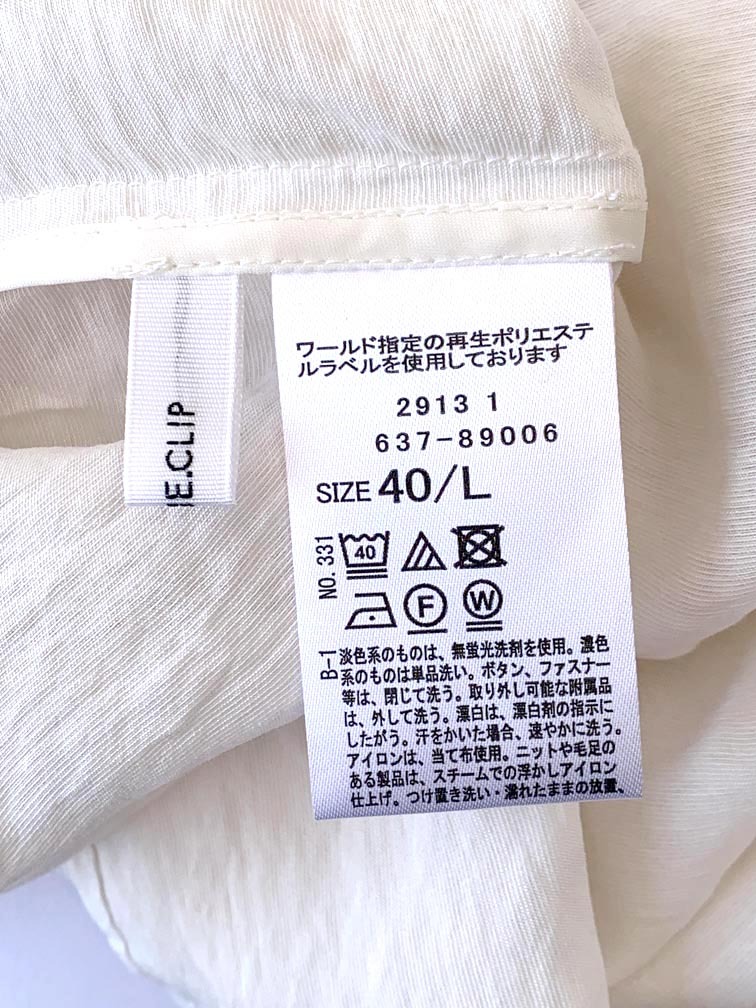 ワールド指定の再生ポリエステ
ルラベルを使用しております
2913 1
637-89006
SIZE 40/L
NO. 331
40
F W
B-1
淡色系のものは、無蛍光洗剤を使用。濃色
系のものは単品洗い。ボタン、ファスナー
等は、閉じて洗う。取り外し可能な附属品
は、外して洗う。漂白は、漂白剤の指示に
したがう。汗をかいた場合、速やかに洗う。
アイロンは、当て布使用。ニットや毛足の
ある製品は、スチームでの浮かしアイロン
仕上げ。つけ置き洗い・濡れたままの放置、
E.CLIP